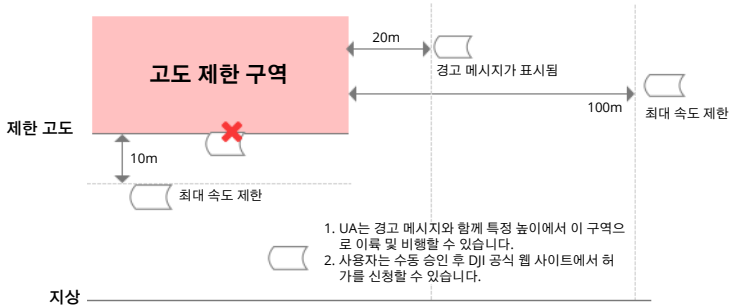 20m
고도 제한 구역
경고 메시지가 표시됨
100m
최대 속도 제한
제한 고도
10m
최대 속도 제한
1. UA는 경고 메시지와 함께 특정 높이에서 이 구역으
로 이륙 및 비행할 수 있습니다.
2. 사용자는 수동 승인 후 DJI 공식 웹 사이트에서 허
가를 신청할 수 있습니다.
지상